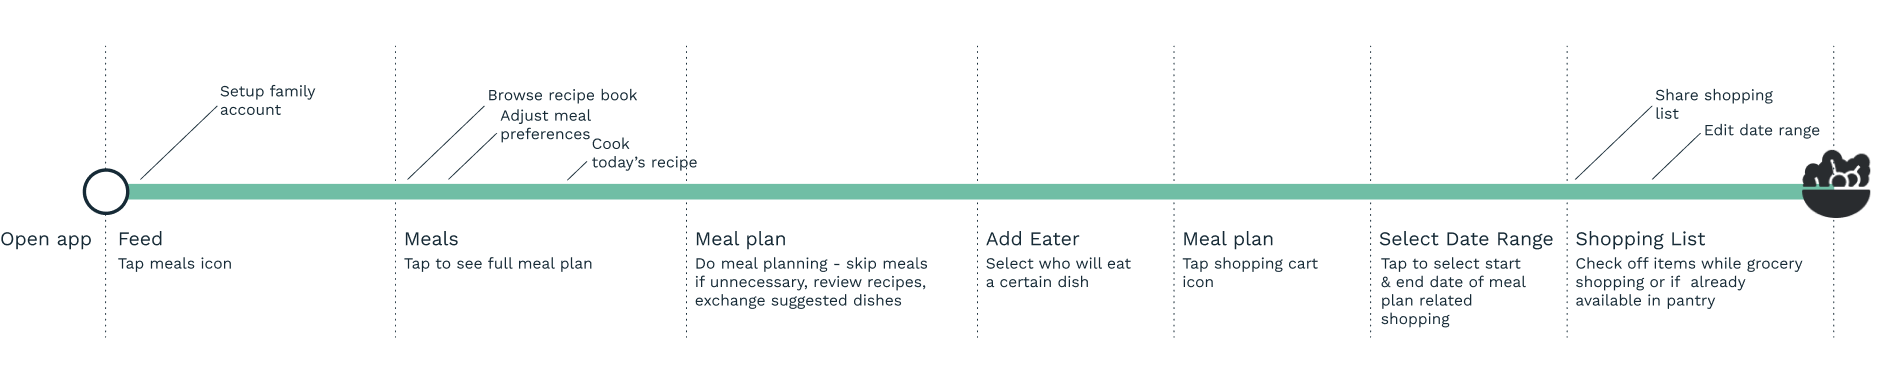 Setup family
account
Browse recipe book
Adjust meal
preferences
Cook
today's recipe
Share shopping
list
Edit date range
Open app
Feed
Tap meals icon
Meals
Tap to see full meal plan
Meal plan
Do meal planning - skip meals
if unnecessary, review recipes,
exchange suggested dishes
Add Eater
Select who will eat
a certain dish
Meal plan
Tap shopping cart
icon
Select Date Range
Tap to select start
& end date of meal
plan related
shopping
Shopping List
Check off items while grocery
shopping or if  already
available in pantry